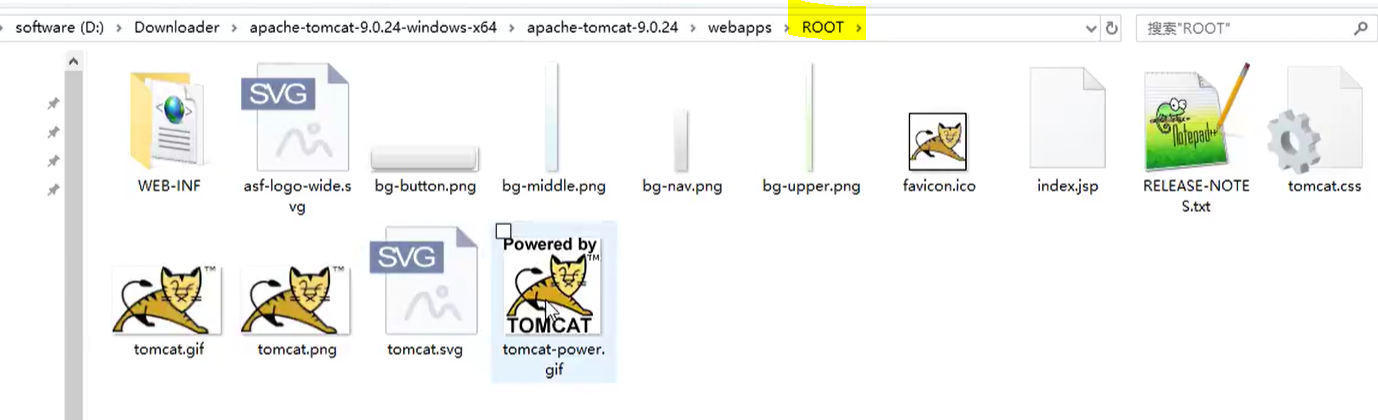 software (D:) › Downloader › apache-tomcat-9.0.24-windows-x64 › apache-tomcat-9.0.24 › webapps › ROOT ›
搜索"ROOT"
SVG
Notepad++
WEB-INF
asf-logo-wide.s
vg
bg-button.png
bg-middle.png
bg-nav.png
bg-upper.png
favicon.ico
index.jsp
RELEASE-NOTE
S.txt
tomcat.css
TM
TM
SVG
Powered by
TM
TOMCAT
tomcat.gif
tomcat.png
tomcat.svg
tomcat-power.
gif